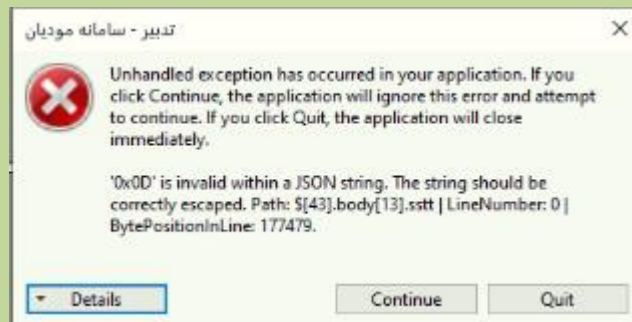 تدبیر - سامانه مودیان
Unhandled exception has occurred in your application. If you
click Continue, the application will ignore this error and attempt
to continue. If you click Quit, the application will close
immediately.
'0x0D' is invalid within a JSON string. The string should be
correctly escaped. Path: $[43].body[13].sstt | LineNumber: 0 |
BytePositionInLine: 177479.
Details
Continue
Quit